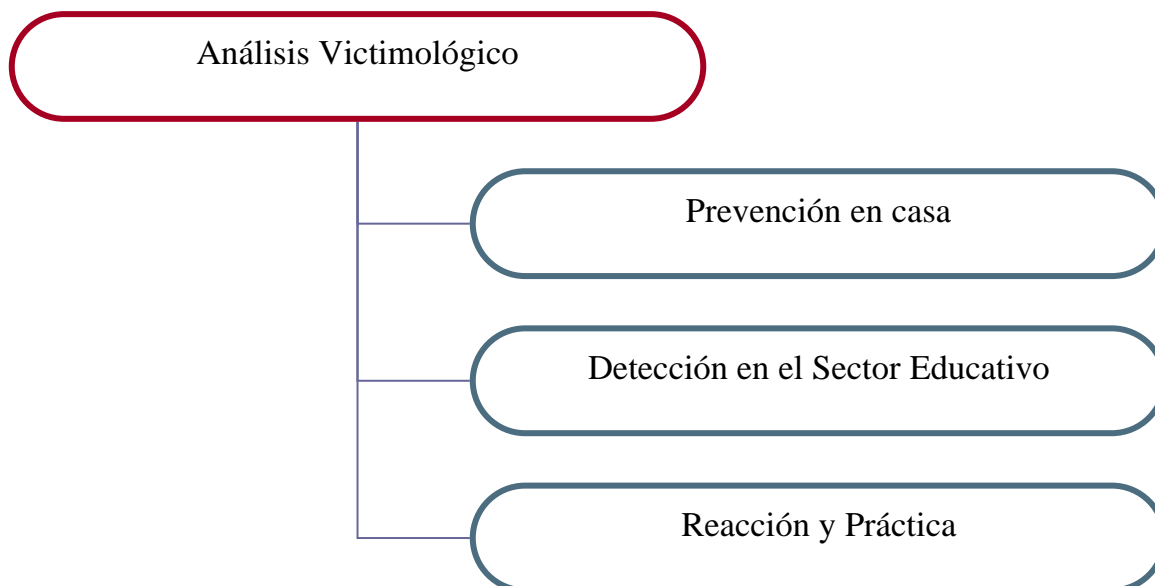 Análisis Victimológico
Prevención en casa
Detección en el Sector Educativo
Reacción y Práctica